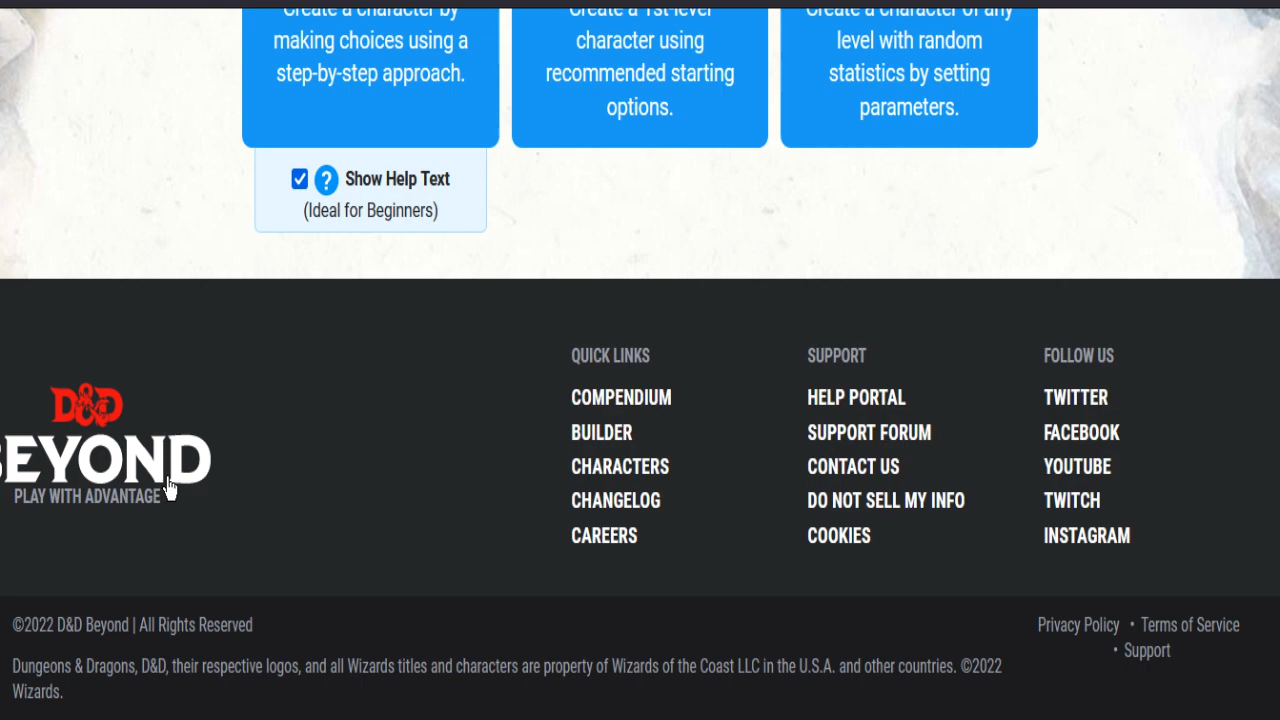 Create a character by
making choices using a
step-by-step approach.
Create a 1st-level
character using
recommended starting
options.
Create a character of any
level with random
statistics by setting
parameters.
? Show Help Text
(Ideal for Beginners)
D&D
BEYOND
PLAY WITH ADVANTAGE
QUICK LINKS
COMPENDIUM
BUILDER
CHARACTERS
CHANGELOG
CAREERS
SUPPORT
HELP PORTAL
SUPPORT FORUM
CONTACT US
DO NOT SELL MY INFO
COOKIES
FOLLOW US
TWITTER
FACEBOOK
YOUTUBE
TWITCH
INSTAGRAM
©2022 D&D Beyond | All Rights Reserved
Privacy Policy • Terms of Service
• Support
Dungeons & Dragons, D&D, their respective logos, and all Wizards titles and characters are property of Wizards of the Coast LLC in the U.S.A. and other countries. ©2022
Wizards.